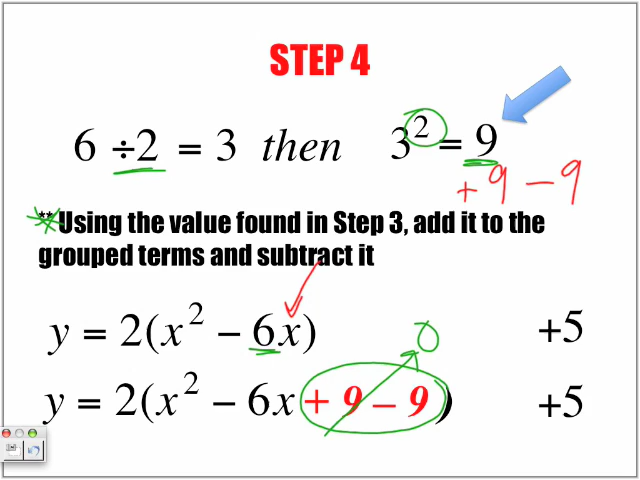 STEP 4
6 ÷2 = 3 then 3² = 9
+9 −9
** Using the value found in Step 3, add it to the
grouped terms and subtract it
y = 2(x² − 6x) +5
0
y = 2(x² − 6x + 9 − 9) +5